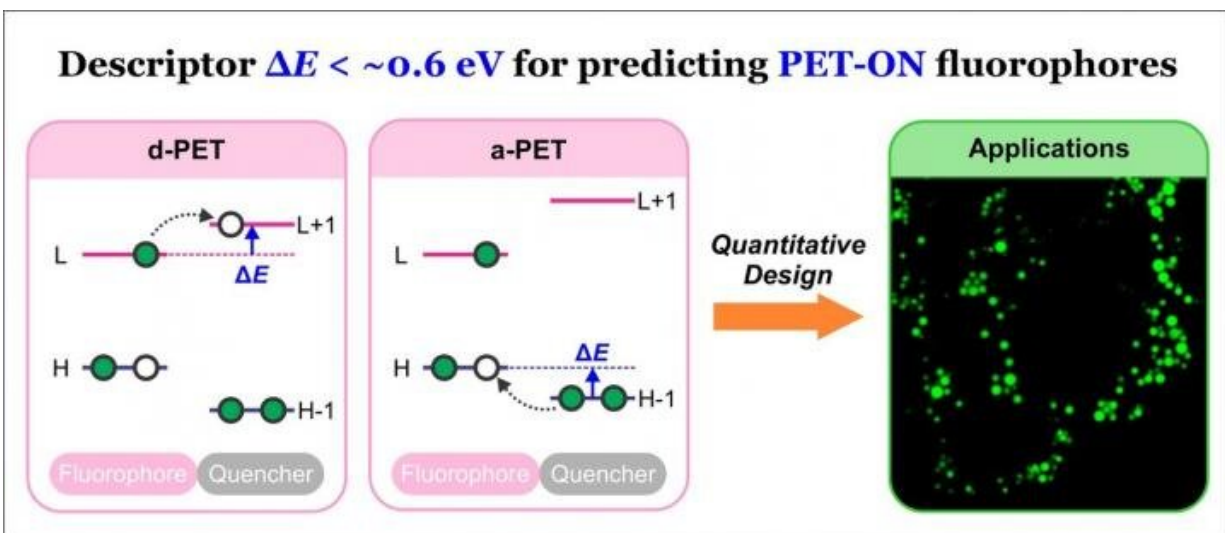 Descriptor ΔE < ~0.6 eV for predicting PET-ON fluorophores
d-PET
L+1
L
ΔE
H
H-1
Fluorophore Quencher
a-PET
L+1
L
ΔE
H
H-1
Fluorophore Quencher
Quantitative
Design
Applications